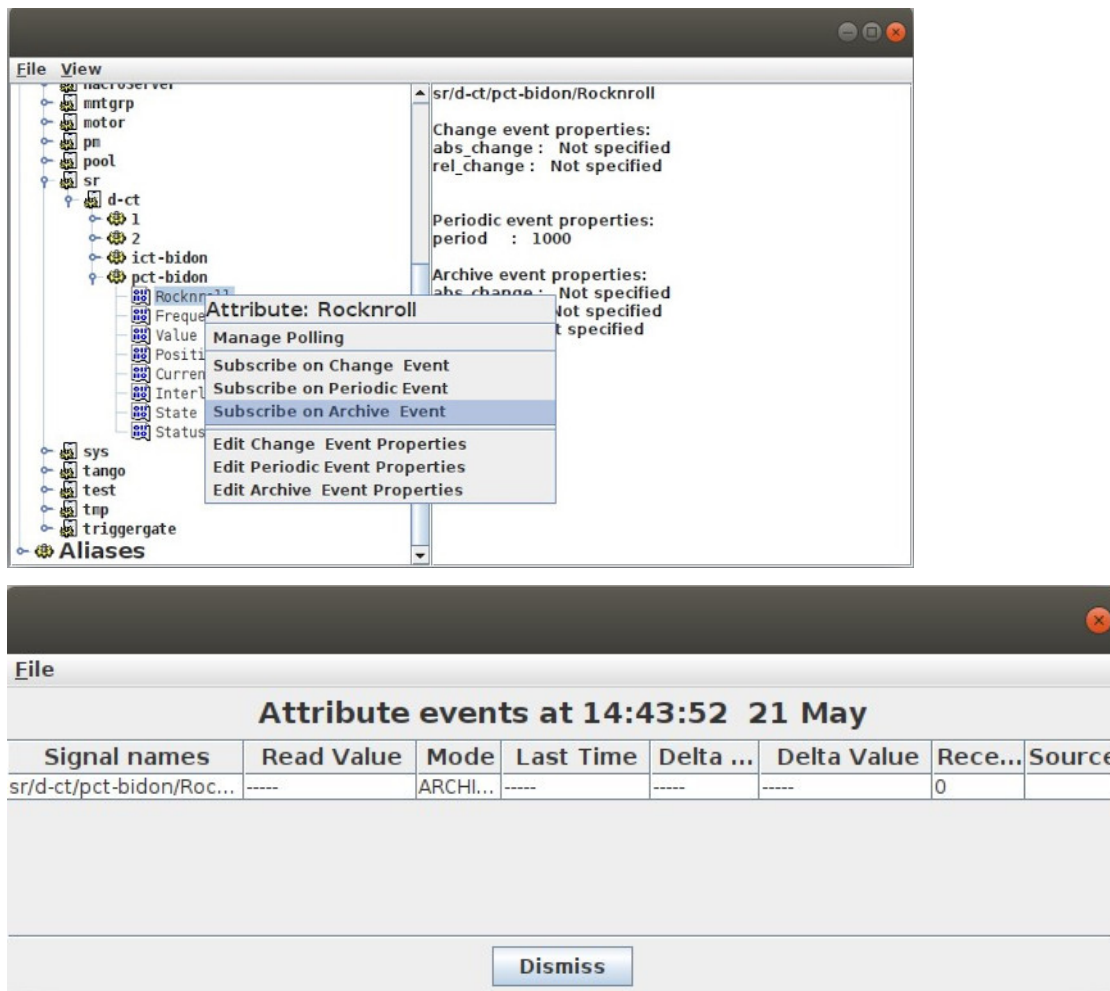 File View
mntgrp
motor
pm
pool
sr
d-ct
1
2
ict-bidon
pct-bidon
Rocknroll
Freque
Value
Positi
Curren
Interl
State
Status
sys
tango
test
tmp
triggergate
Aliases
Attribute: Rocknroll
Manage Polling
Subscribe on Change Event
Subscribe on Periodic Event
Subscribe on Archive Event
Edit Change Event Properties
Edit Periodic Event Properties
Edit Archive Event Properties
sr/d-ct/pct-bidon/Rocknroll
Change event properties:
abs_change : Not specified
rel_change : Not specified
Periodic event properties:
period : 1000
Archive event properties:
abs_change : Not specified
Not specified
t specified
File
Attribute events at 14:43:52 21 May
Signal names Read Value Mode Last Time Delta ... Delta Value Rece... Source
sr/d-ct/pct-bidon/Roc... ----- ARCHI... ----- ----- ----- 0
Dismiss